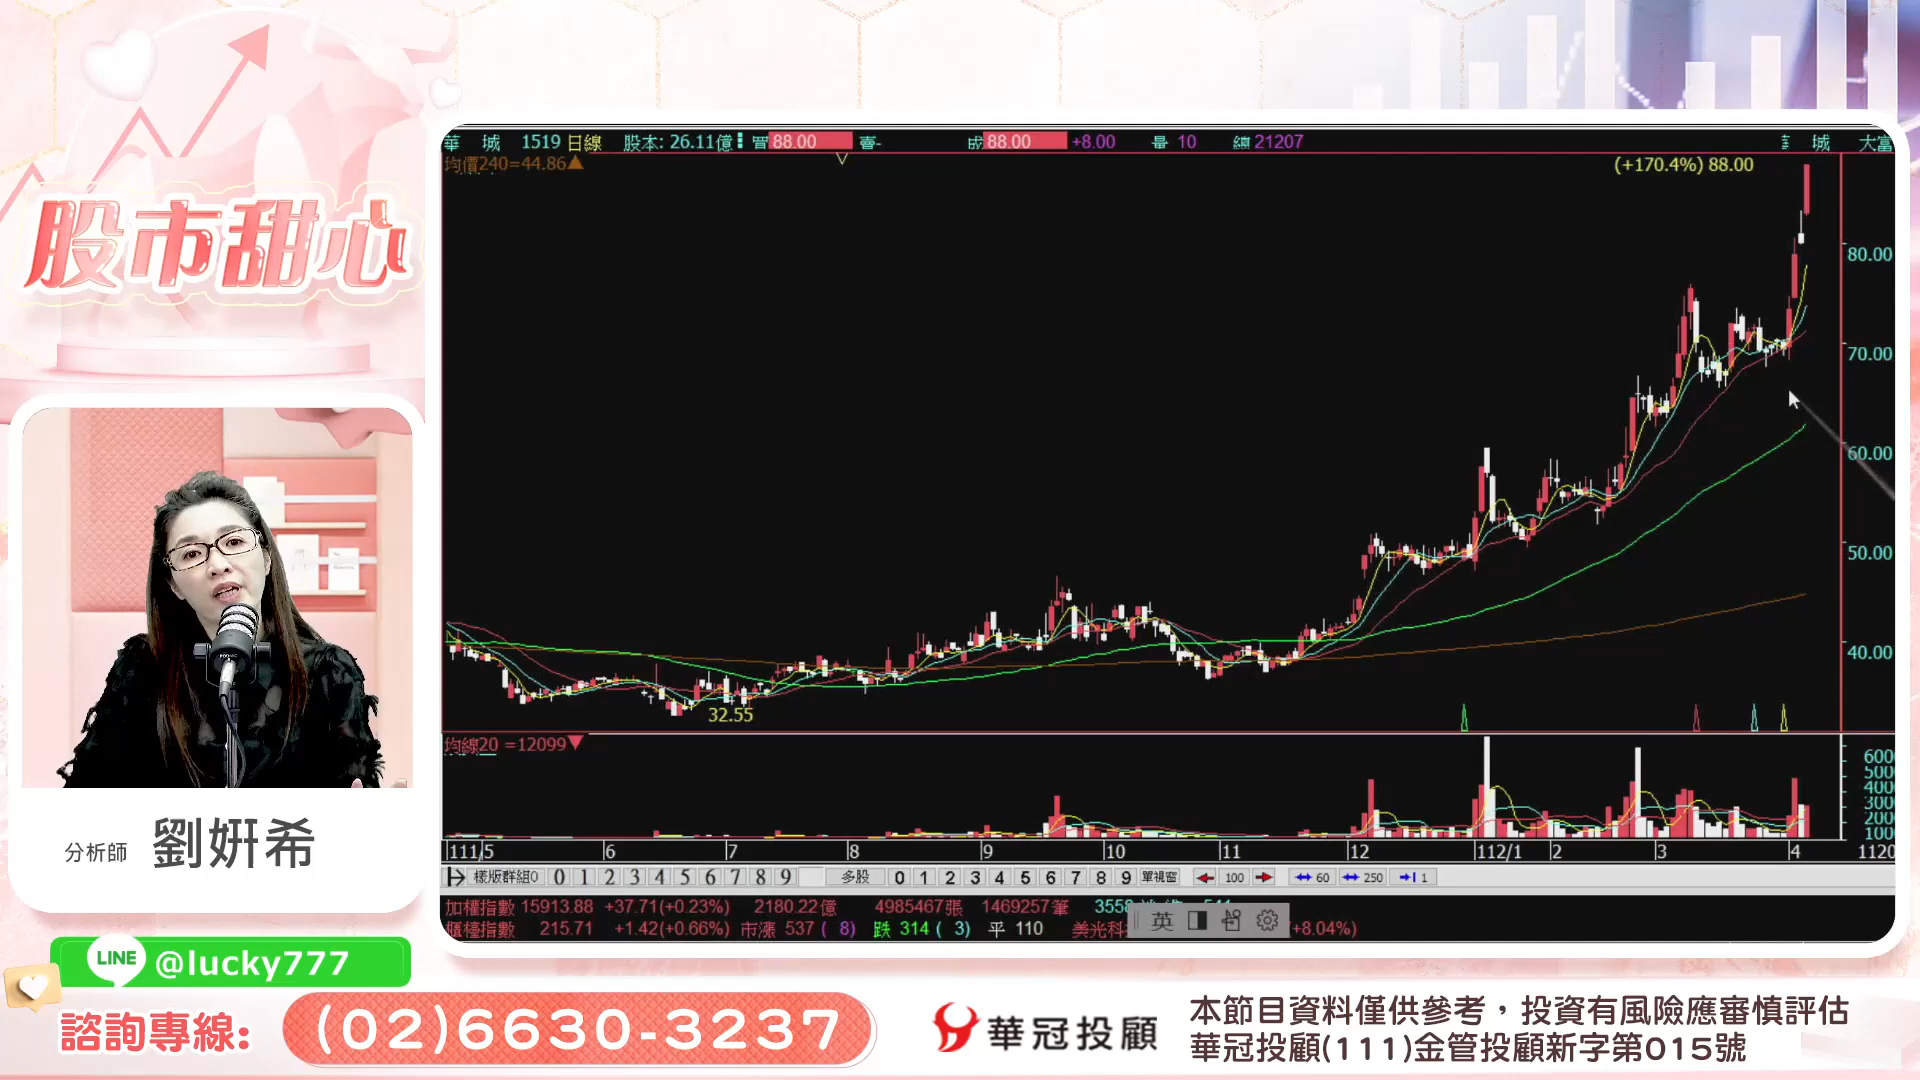 股市甜心
分析師 劉妍希
LINE @lucky777
諮詢專線: (02)6630-3237
華冠投顧
本節目資料僅供參考，投資有風險應審慎評估
華冠投顧(111)金管投顧新字第015號
華 城 1519 日線 股本: 26.11億 買 88.00 賣- 成 88.00 +8.00 量 10 總 21207 城 大富
均價240=44.86
(+170.4%) 88.00
80.00
70.00
60.00
50.00
40.00
32.55
均線20 =12099
111/5 6 7 8 9 10 11 12 112/1 2 3 4 1120
樣版群組0 0 1 2 3 4 5 6 7 8 9 多股 0 1 2 3 4 5 6 7 8 9 單視窗 100 60 250 1
加權指數 15913.88 +37.71(+0.23%) 2180.22億 4985467張 1469257筆 3558
櫃檯指數 215.71 +1.42(+0.66%) 市漲 537 ( 8) 跌 314 ( 3) 平 110 美光科 +8.04%)
英